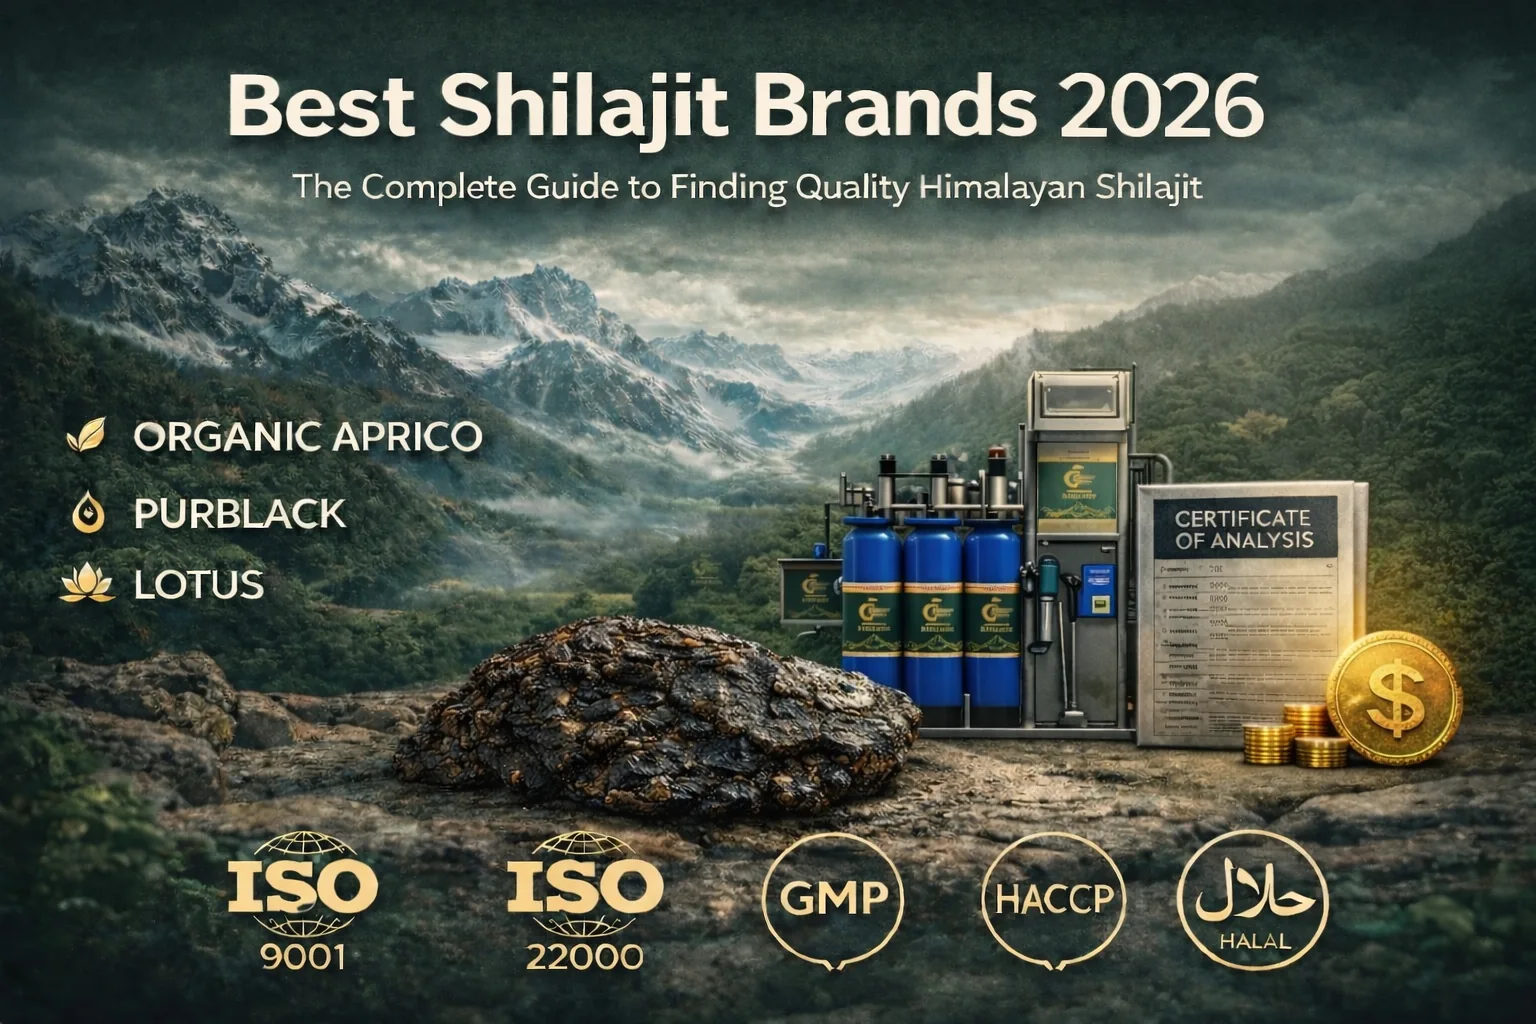 Best Shilajit Brands 2026
The Complete Guide to Finding Quality Himalayan Shilajit
ORGANIC APRICO
PURBLACK
LOTUS
CERTIFICATE
OF ANALYSIS
ISO
9001
ISO
22000
GMP
HACCP
حلال
HALAL